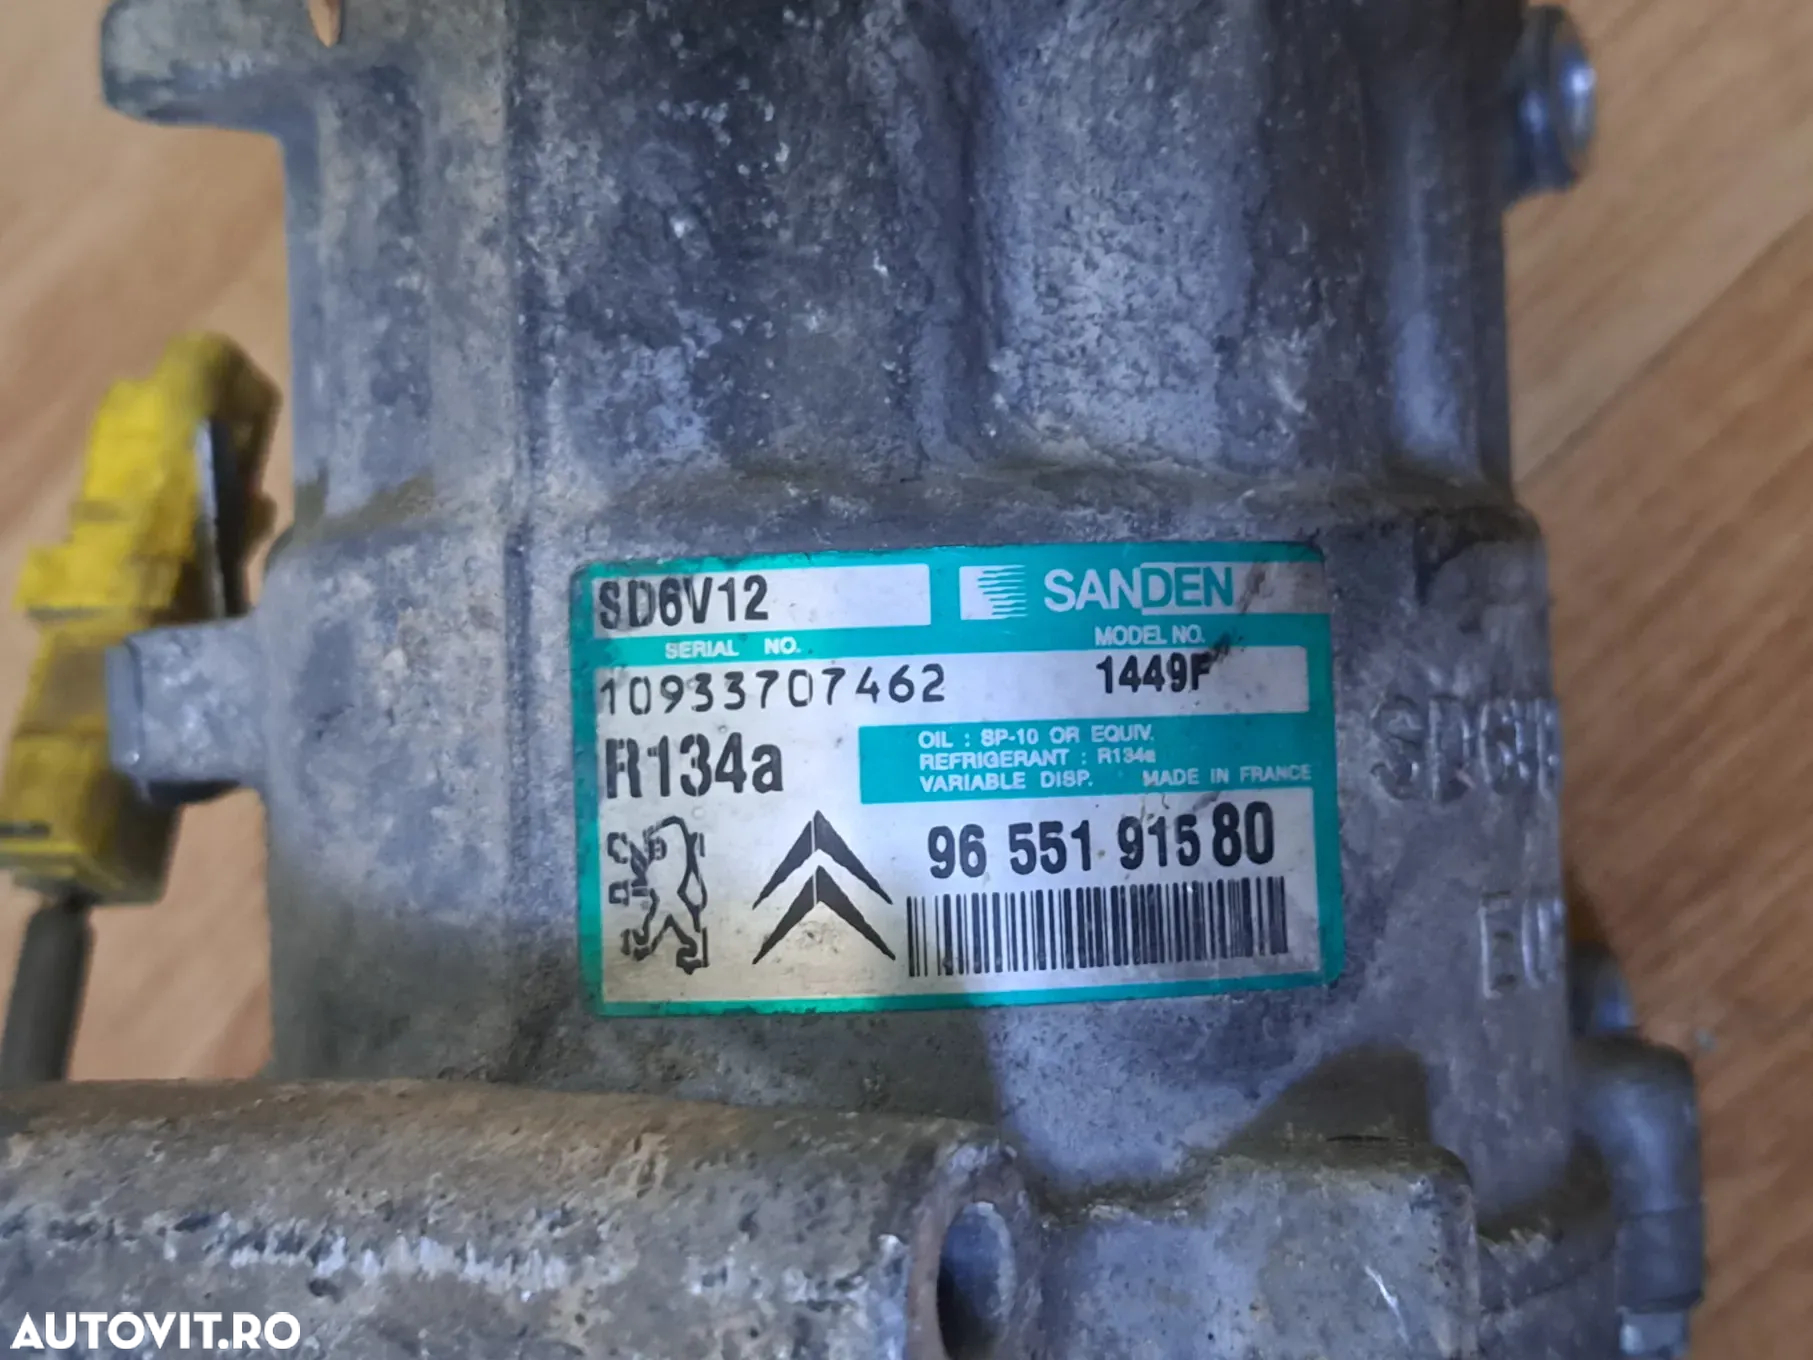 SD6V12
SANDEN
SERIAL NO.
MODEL NO.
10933707462
1449F
R134a
OIL : SP-10 OR EQUIV.
REFRIGERANT : R134a
VARIABLE DISP. MADE IN FRANCE
96 551 915 80
AUTOVIT.RO